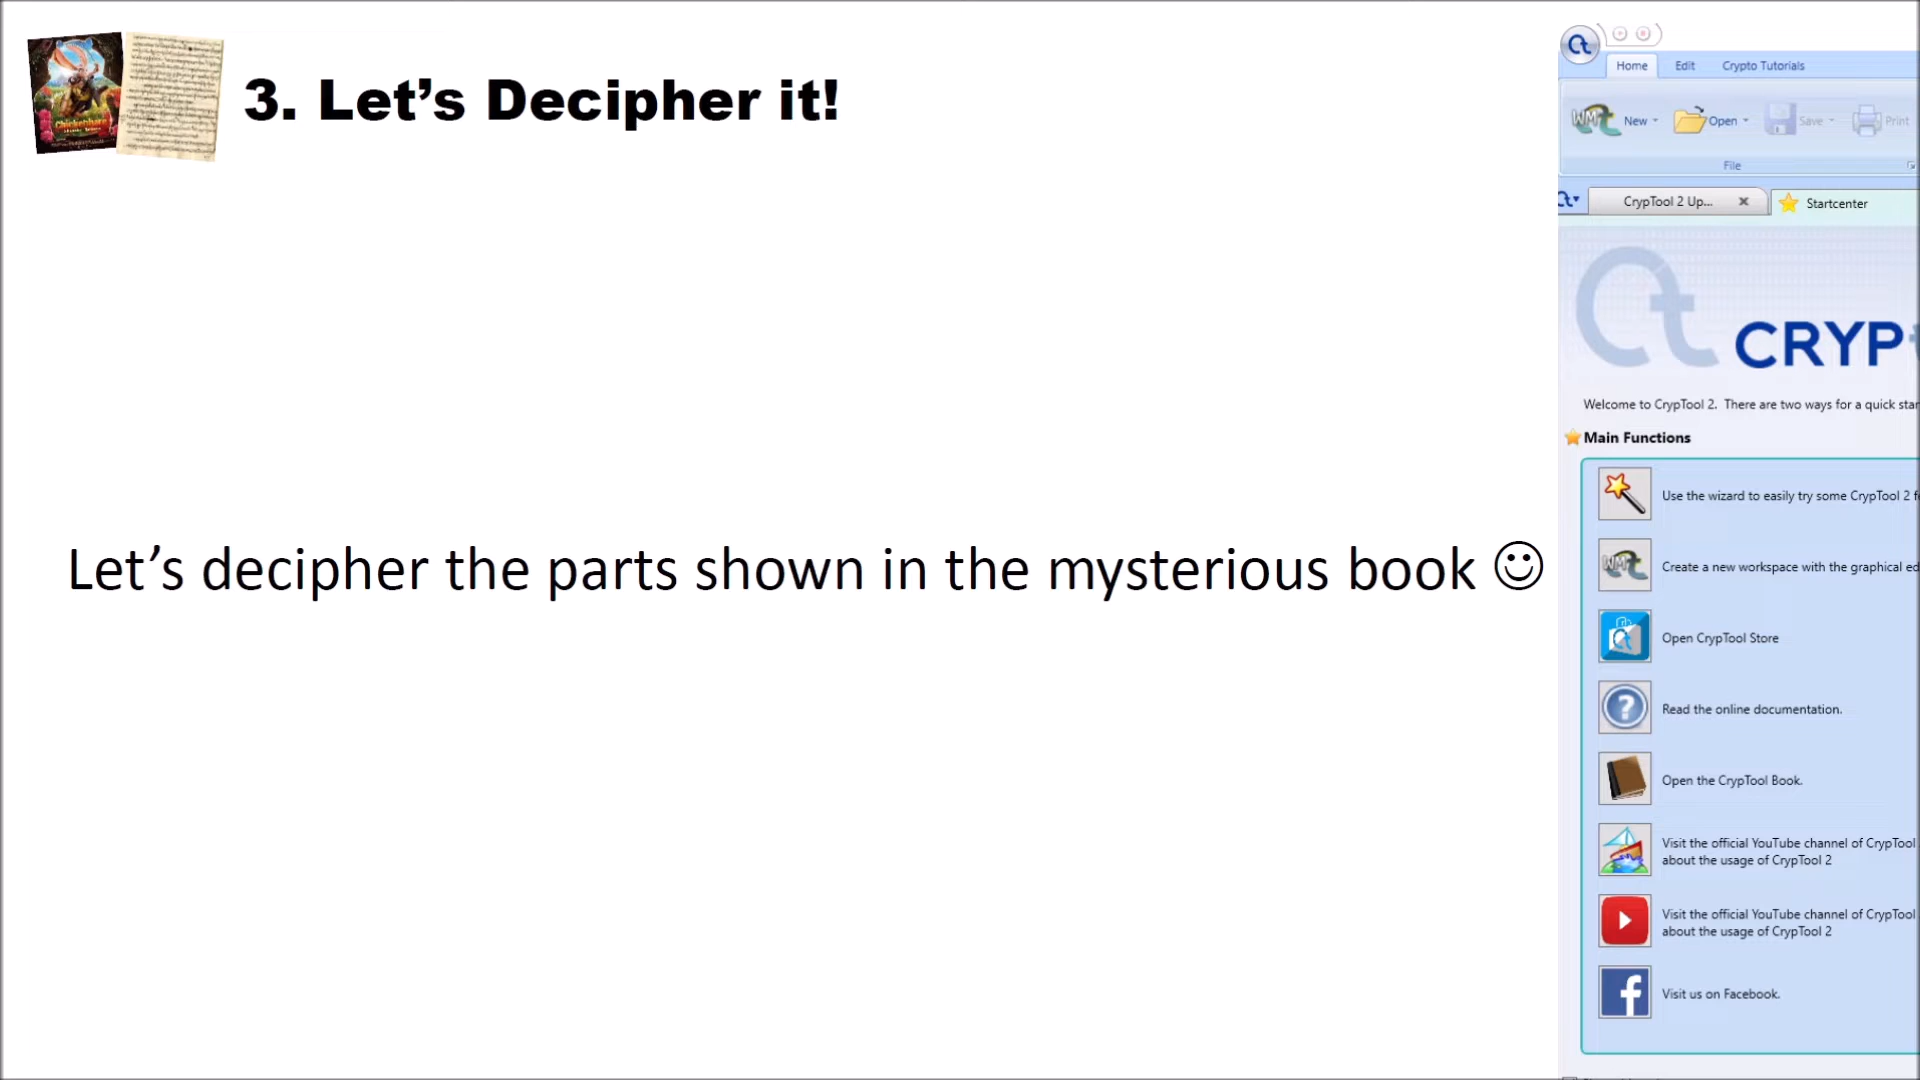 3. Let's Decipher it!
Let's decipher the parts shown in the mysterious book
Home Edit Crypto Tutorials
New Open Save Print
File
CrypTool 2 Up... Startcenter
CRYP
Welcome to CrypTool 2. There are two ways for a quick star
Main Functions
Use the wizard to easily try some CrypTool 2 f
Create a new workspace with the graphical ed
Open CrypTool Store
Read the online documentation.
Open the CrypTool Book.
Visit the official YouTube channel of CrypTool
about the usage of CrypTool 2
Visit the official YouTube channel of CrypTool
about the usage of CrypTool 2
Visit us on Facebook.